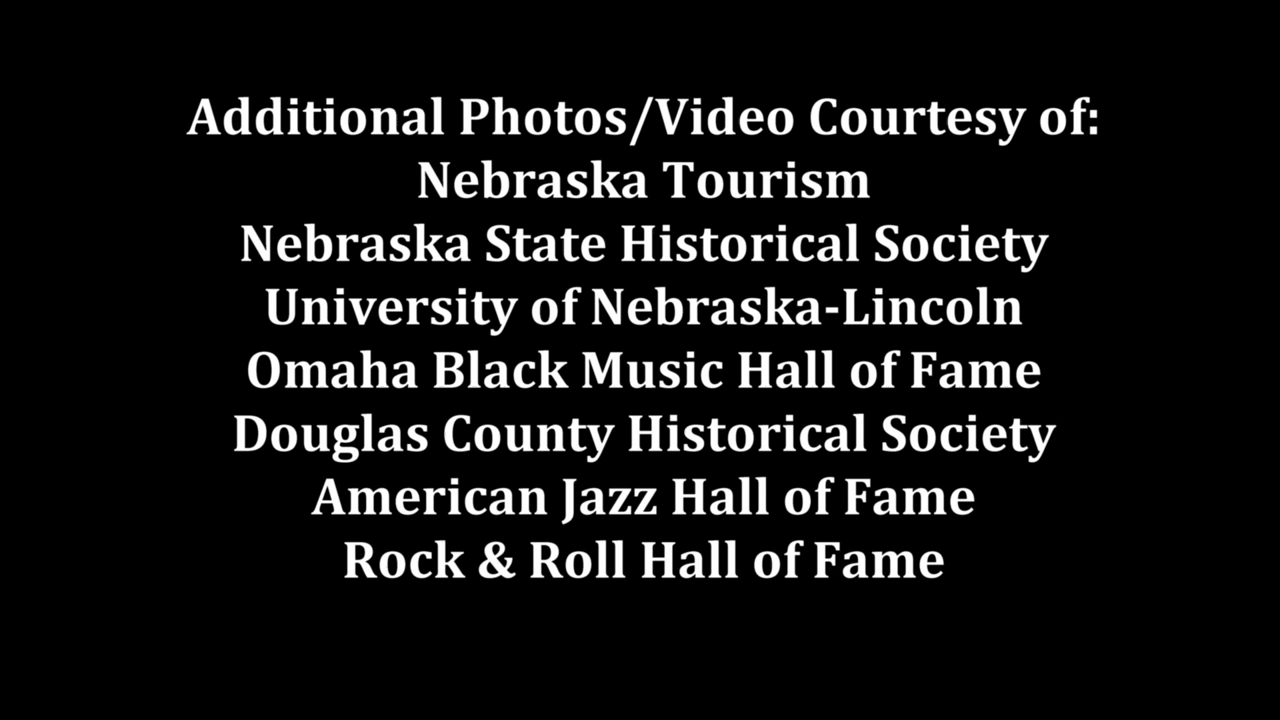 Additional Photos/Video Courtesy of:
Nebraska Tourism
Nebraska State Historical Society
University of Nebraska-Lincoln
Omaha Black Music Hall of Fame
Douglas County Historical Society
American Jazz Hall of Fame
Rock & Roll Hall of Fame